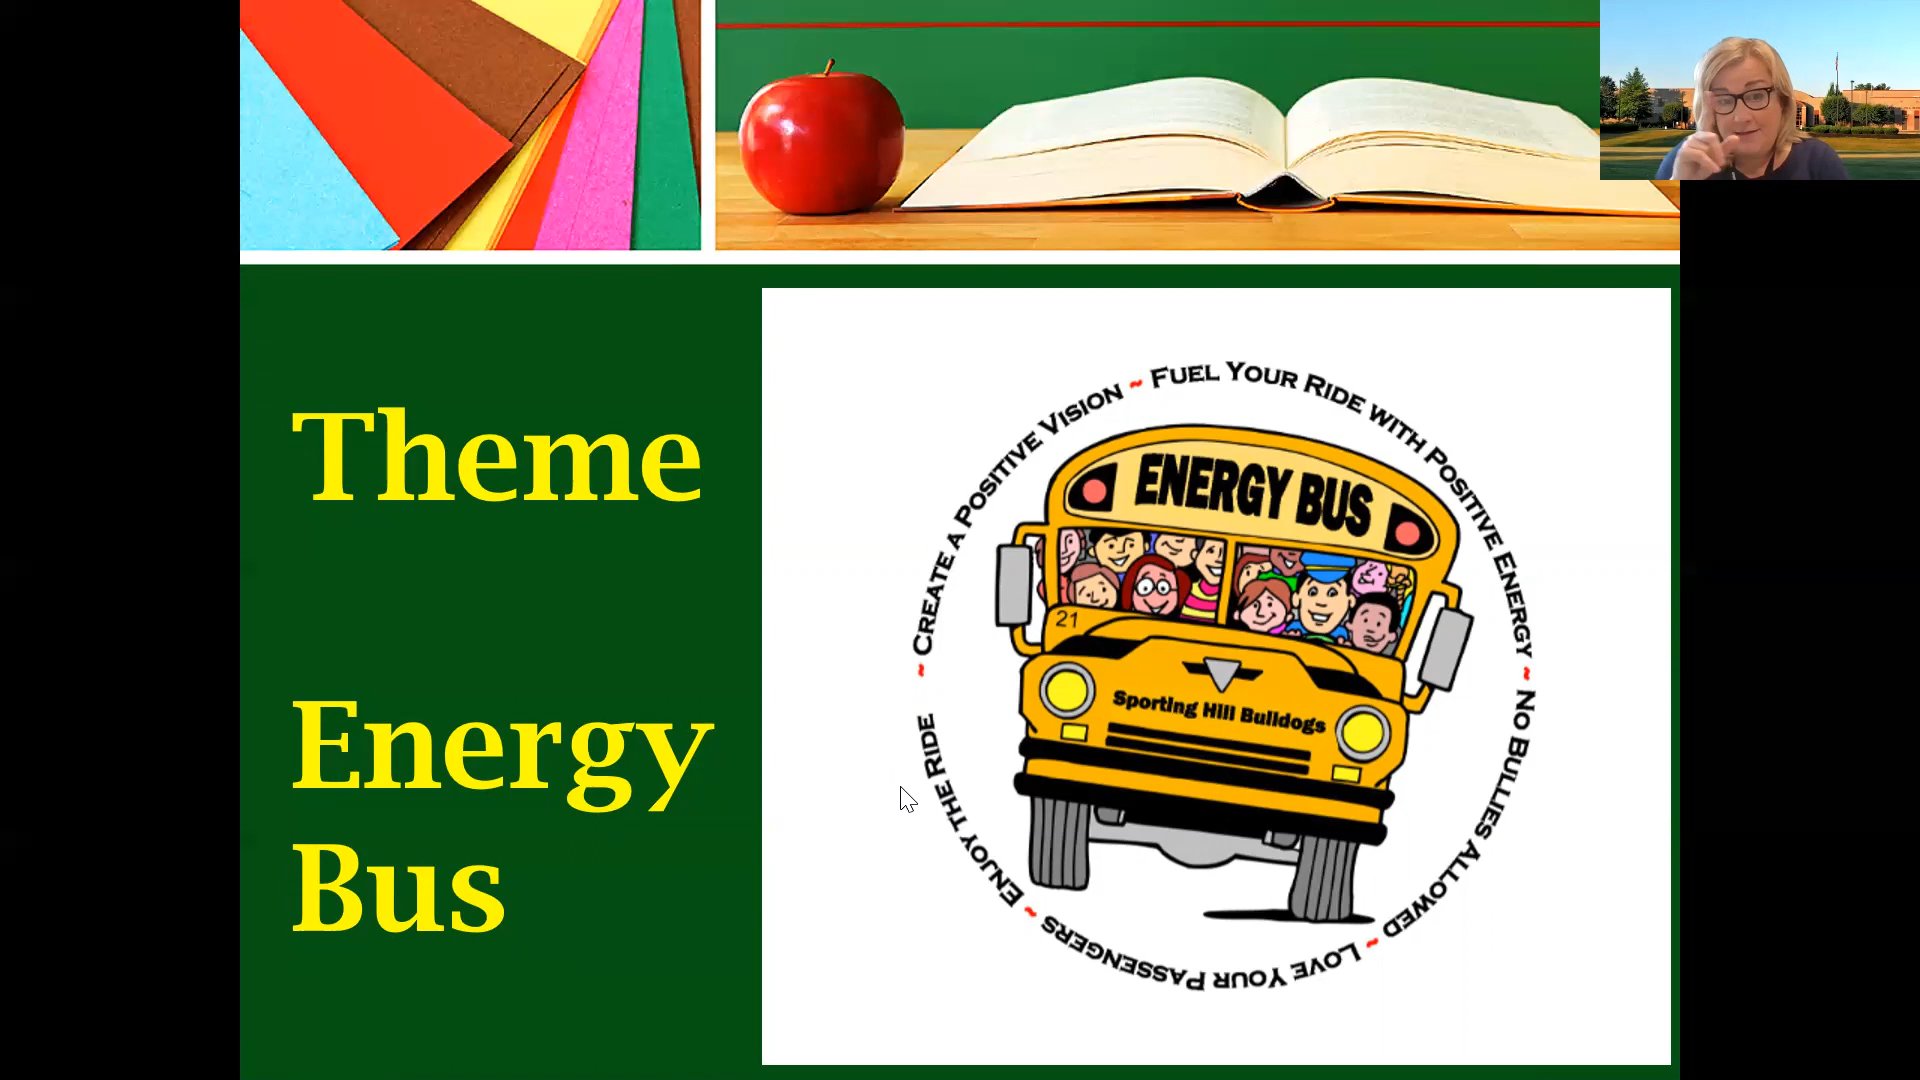 Theme
Energy
Bus
~ CREATE A POSITIVE VISION ~ FUEL YOUR RIDE WITH POSITIVE ENERGY ~ NO BULLIES ALLOWED ~ LOVE YOUR PASSENGERS ~ ENJOY THE RIDE
ENERGY BUS
21
Sporting Hill Bulldogs